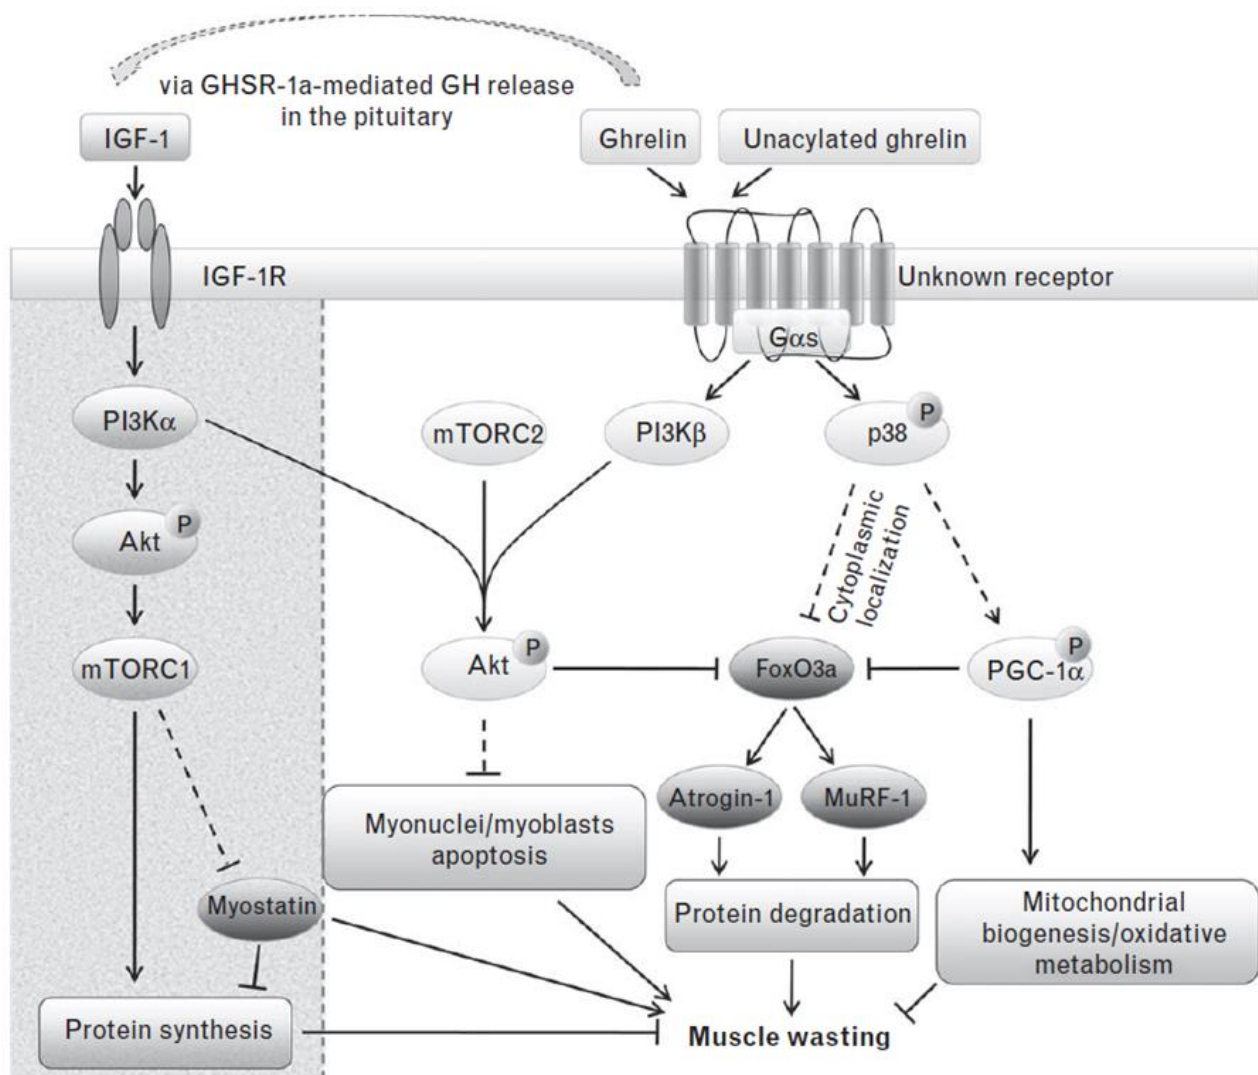 via GHSR-1a-mediated GH release
in the pituitary
IGF-1
Ghrelin
Unacylated ghrelin
IGF-1R
Unknown receptor
Gαs
PI3Kα
mTORC2
PI3Kβ
p38
P
Akt
P
Cytoplasmic
localization
mTORC1
Akt
P
FoxO3a
PGC-1α
P
Atrogin-1
MuRF-1
Myonuclei/myoblasts
apoptosis
Myostatin
Protein degradation
Mitochondrial
biogenesis/oxidative
metabolism
Protein synthesis
Muscle wasting